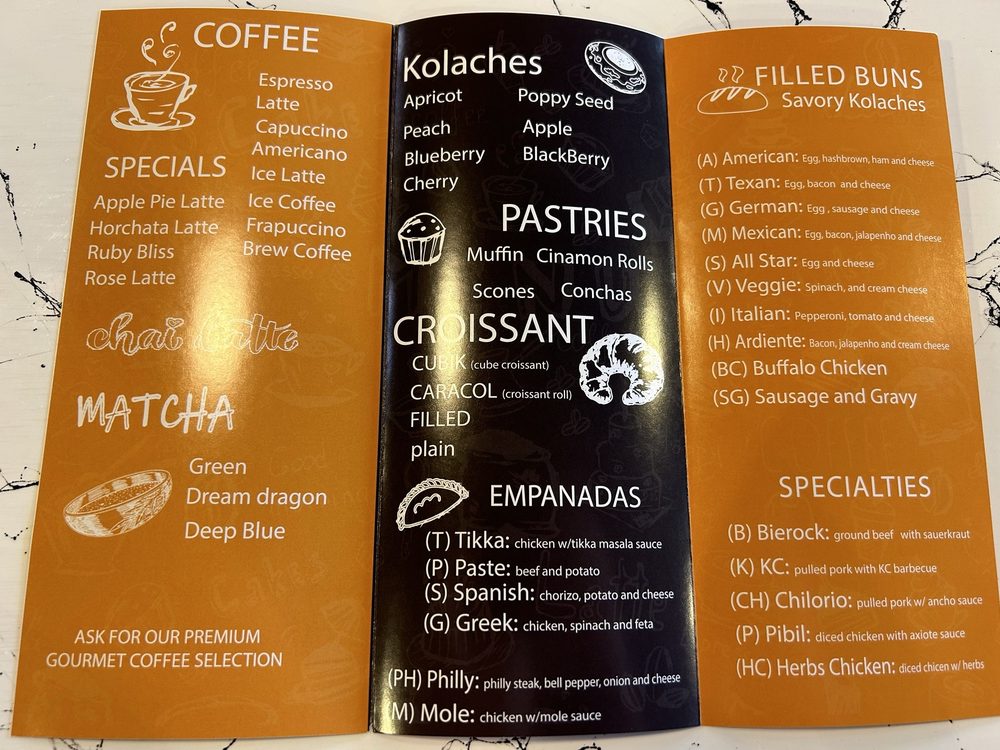 COFFEE
Espresso
Latte
Capuccino
Americano
Ice Latte
Ice Coffee
Frapuccino
Brew Coffee
SPECIALS
Apple Pie Latte
Horchata Latte
Ruby Bliss
Rose Latte
chai latte
MATCHA
Green
Dream dragon
Deep Blue
ASK FOR OUR PREMIUM
GOURMET COFFEE SELECTION
Kolaches
Apricot Poppy Seed
Peach Apple
Blueberry BlackBerry
Cherry
PASTRIES
Muffin Cinamon Rolls
Scones Conchas
CROISSANT
CUBIK (cube croissant)
CARACOL (croissant roll)
FILLED
plain
EMPANADAS
(T) Tikka: chicken w/tikka masala sauce
(P) Paste: beef and potato
(S) Spanish: chorizo, potato and cheese
(G) Greek: chicken, spinach and feta
(PH) Philly: philly steak, bell pepper, onion and cheese
M) Mole: chicken w/mole sauce
FILLED BUNS
Savory Kolaches
(A) American: Egg, hashbrown, ham and cheese
(T) Texan: Egg, bacon and cheese
(G) German: Egg , sausage and cheese
(M) Mexican: Egg, bacon, jalapenho and cheese
(S) All Star: Egg and cheese
(V) Veggie: Spinach, and cream cheese
(I) Italian: Pepperoni, tomato and cheese
(H) Ardiente: Bacon, jalapenho and cream cheese
(BC) Buffalo Chicken
(SG) Sausage and Gravy
SPECIALTIES
(B) Bierock: ground beef with sauerkraut
(K) KC: pulled pork with KC barbecue
(CH) Chilorio: pulled pork w/ ancho sauce
(P) Pibil: diced chicken with axiote sauce
(HC) Herbs Chicken: diced chicen w/ herbs